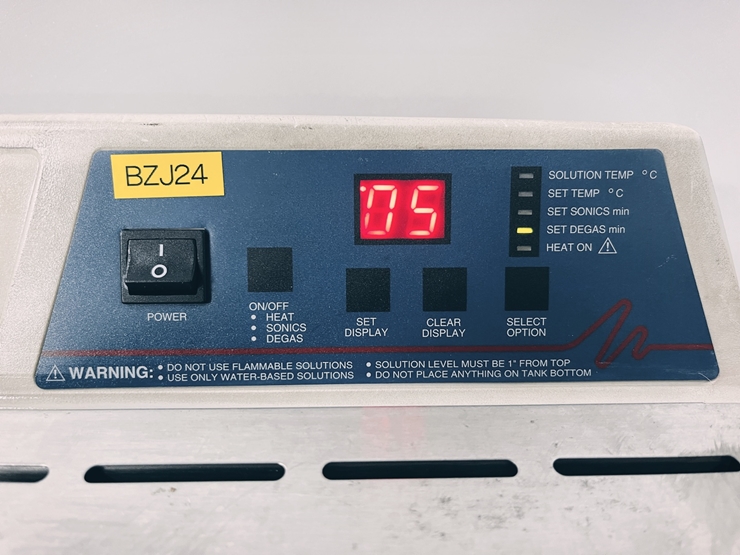 BZJ24
05
SOLUTION TEMP °C
SET TEMP °C
SET SONICS min
SET DEGAS min
HEAT ON
I
O
POWER
ON/OFF
• HEAT
• SONICS
• DEGAS
SET
DISPLAY
CLEAR
DISPLAY
SELECT
OPTION
WARNING: • DO NOT USE FLAMMABLE SOLUTIONS • SOLUTION LEVEL MUST BE 1" FROM TOP
• USE ONLY WATER-BASED SOLUTIONS • DO NOT PLACE ANYTHING ON TANK BOTTOM